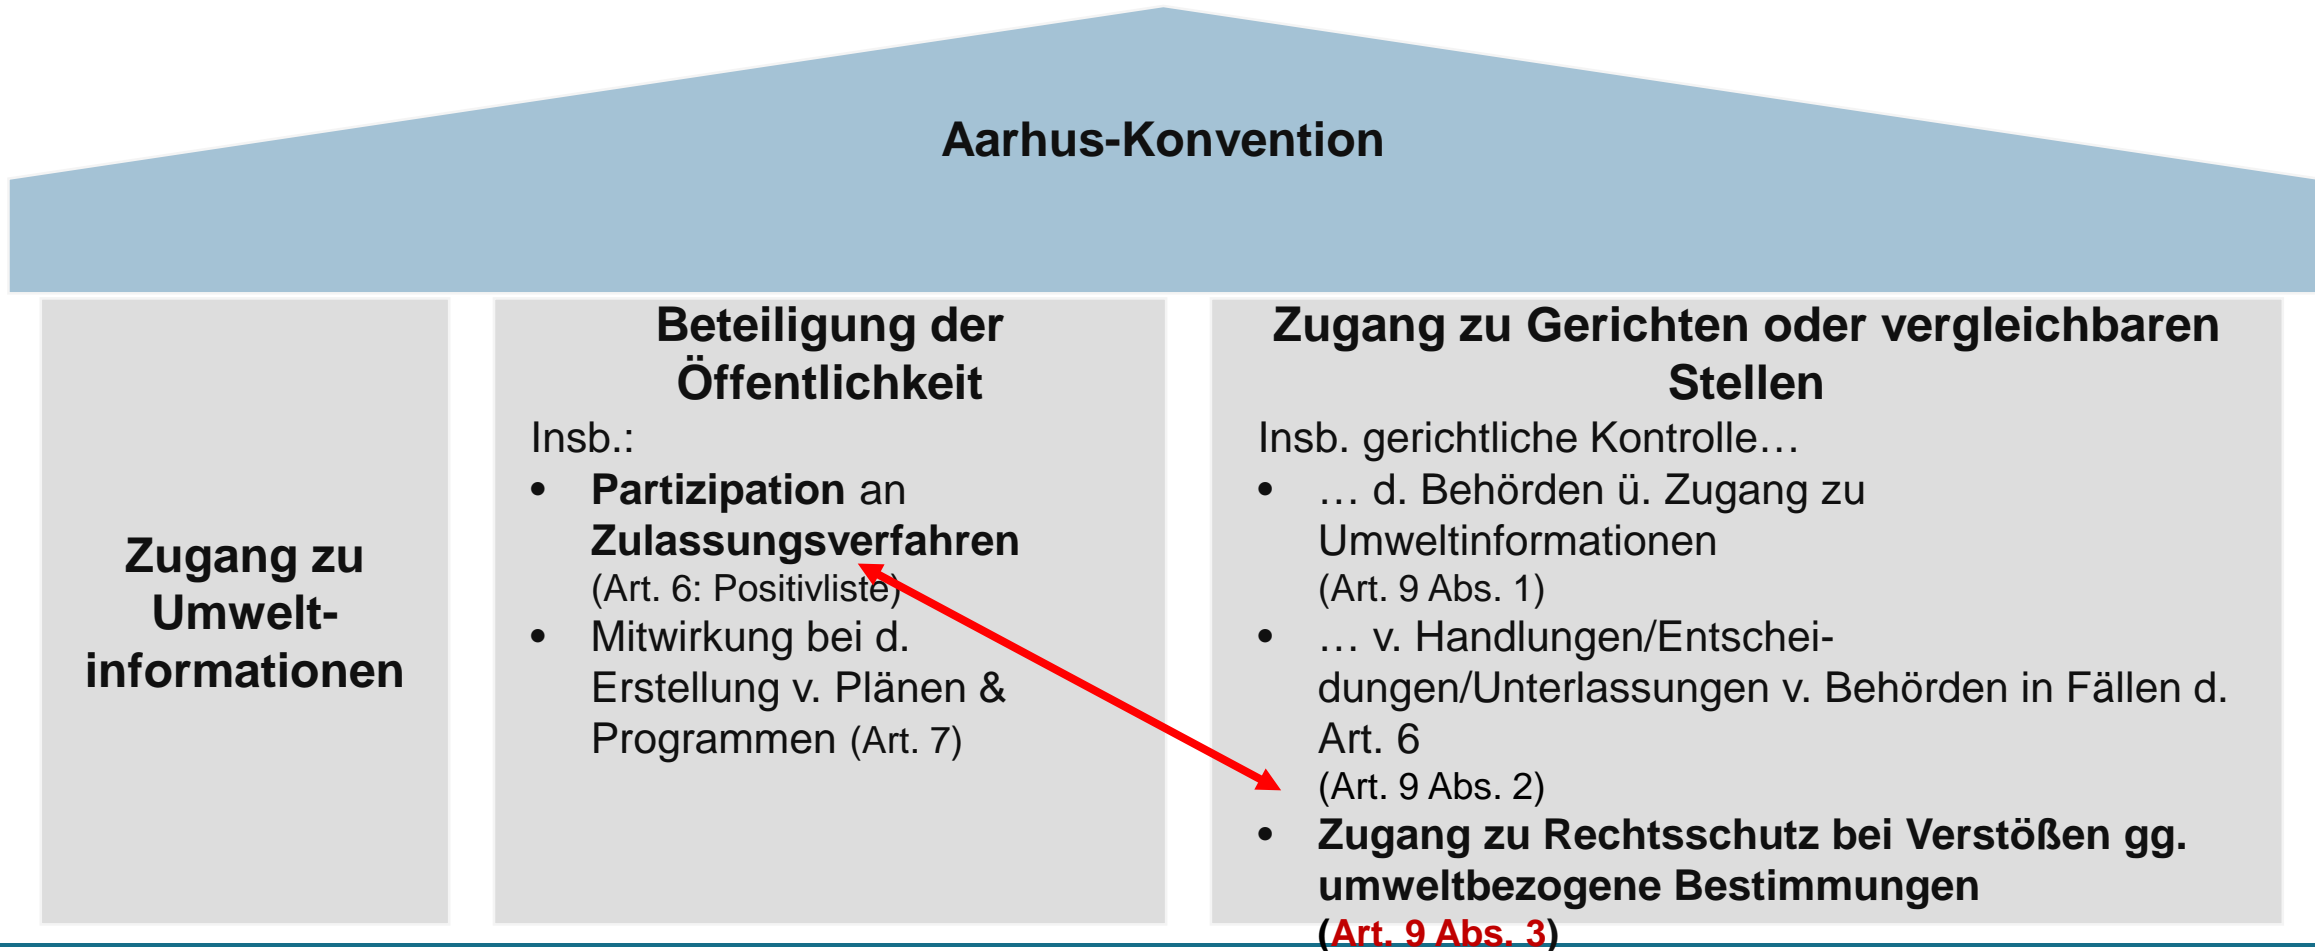 Aarhus-Konvention
Zugang zu
Umwelt-
informationen
Beteiligung der
Öffentlichkeit
Insb.:
• Partizipation an
Zulassungsverfahren
(Art. 6: Positivliste)
• Mitwirkung bei d.
Erstellung v. Plänen &
Programmen (Art. 7)
Zugang zu Gerichten oder vergleichbaren
Stellen
Insb. gerichtliche Kontrolle…
• … d. Behörden ü. Zugang zu
Umweltinformationen
(Art. 9 Abs. 1)
• … v. Handlungen/Entschei-
dungen/Unterlassungen v. Behörden in Fällen d.
Art. 6
(Art. 9 Abs. 2)
• Zugang zu Rechtsschutz bei Verstößen gg.
umweltbezogene Bestimmungen
(Art. 9 Abs. 3)